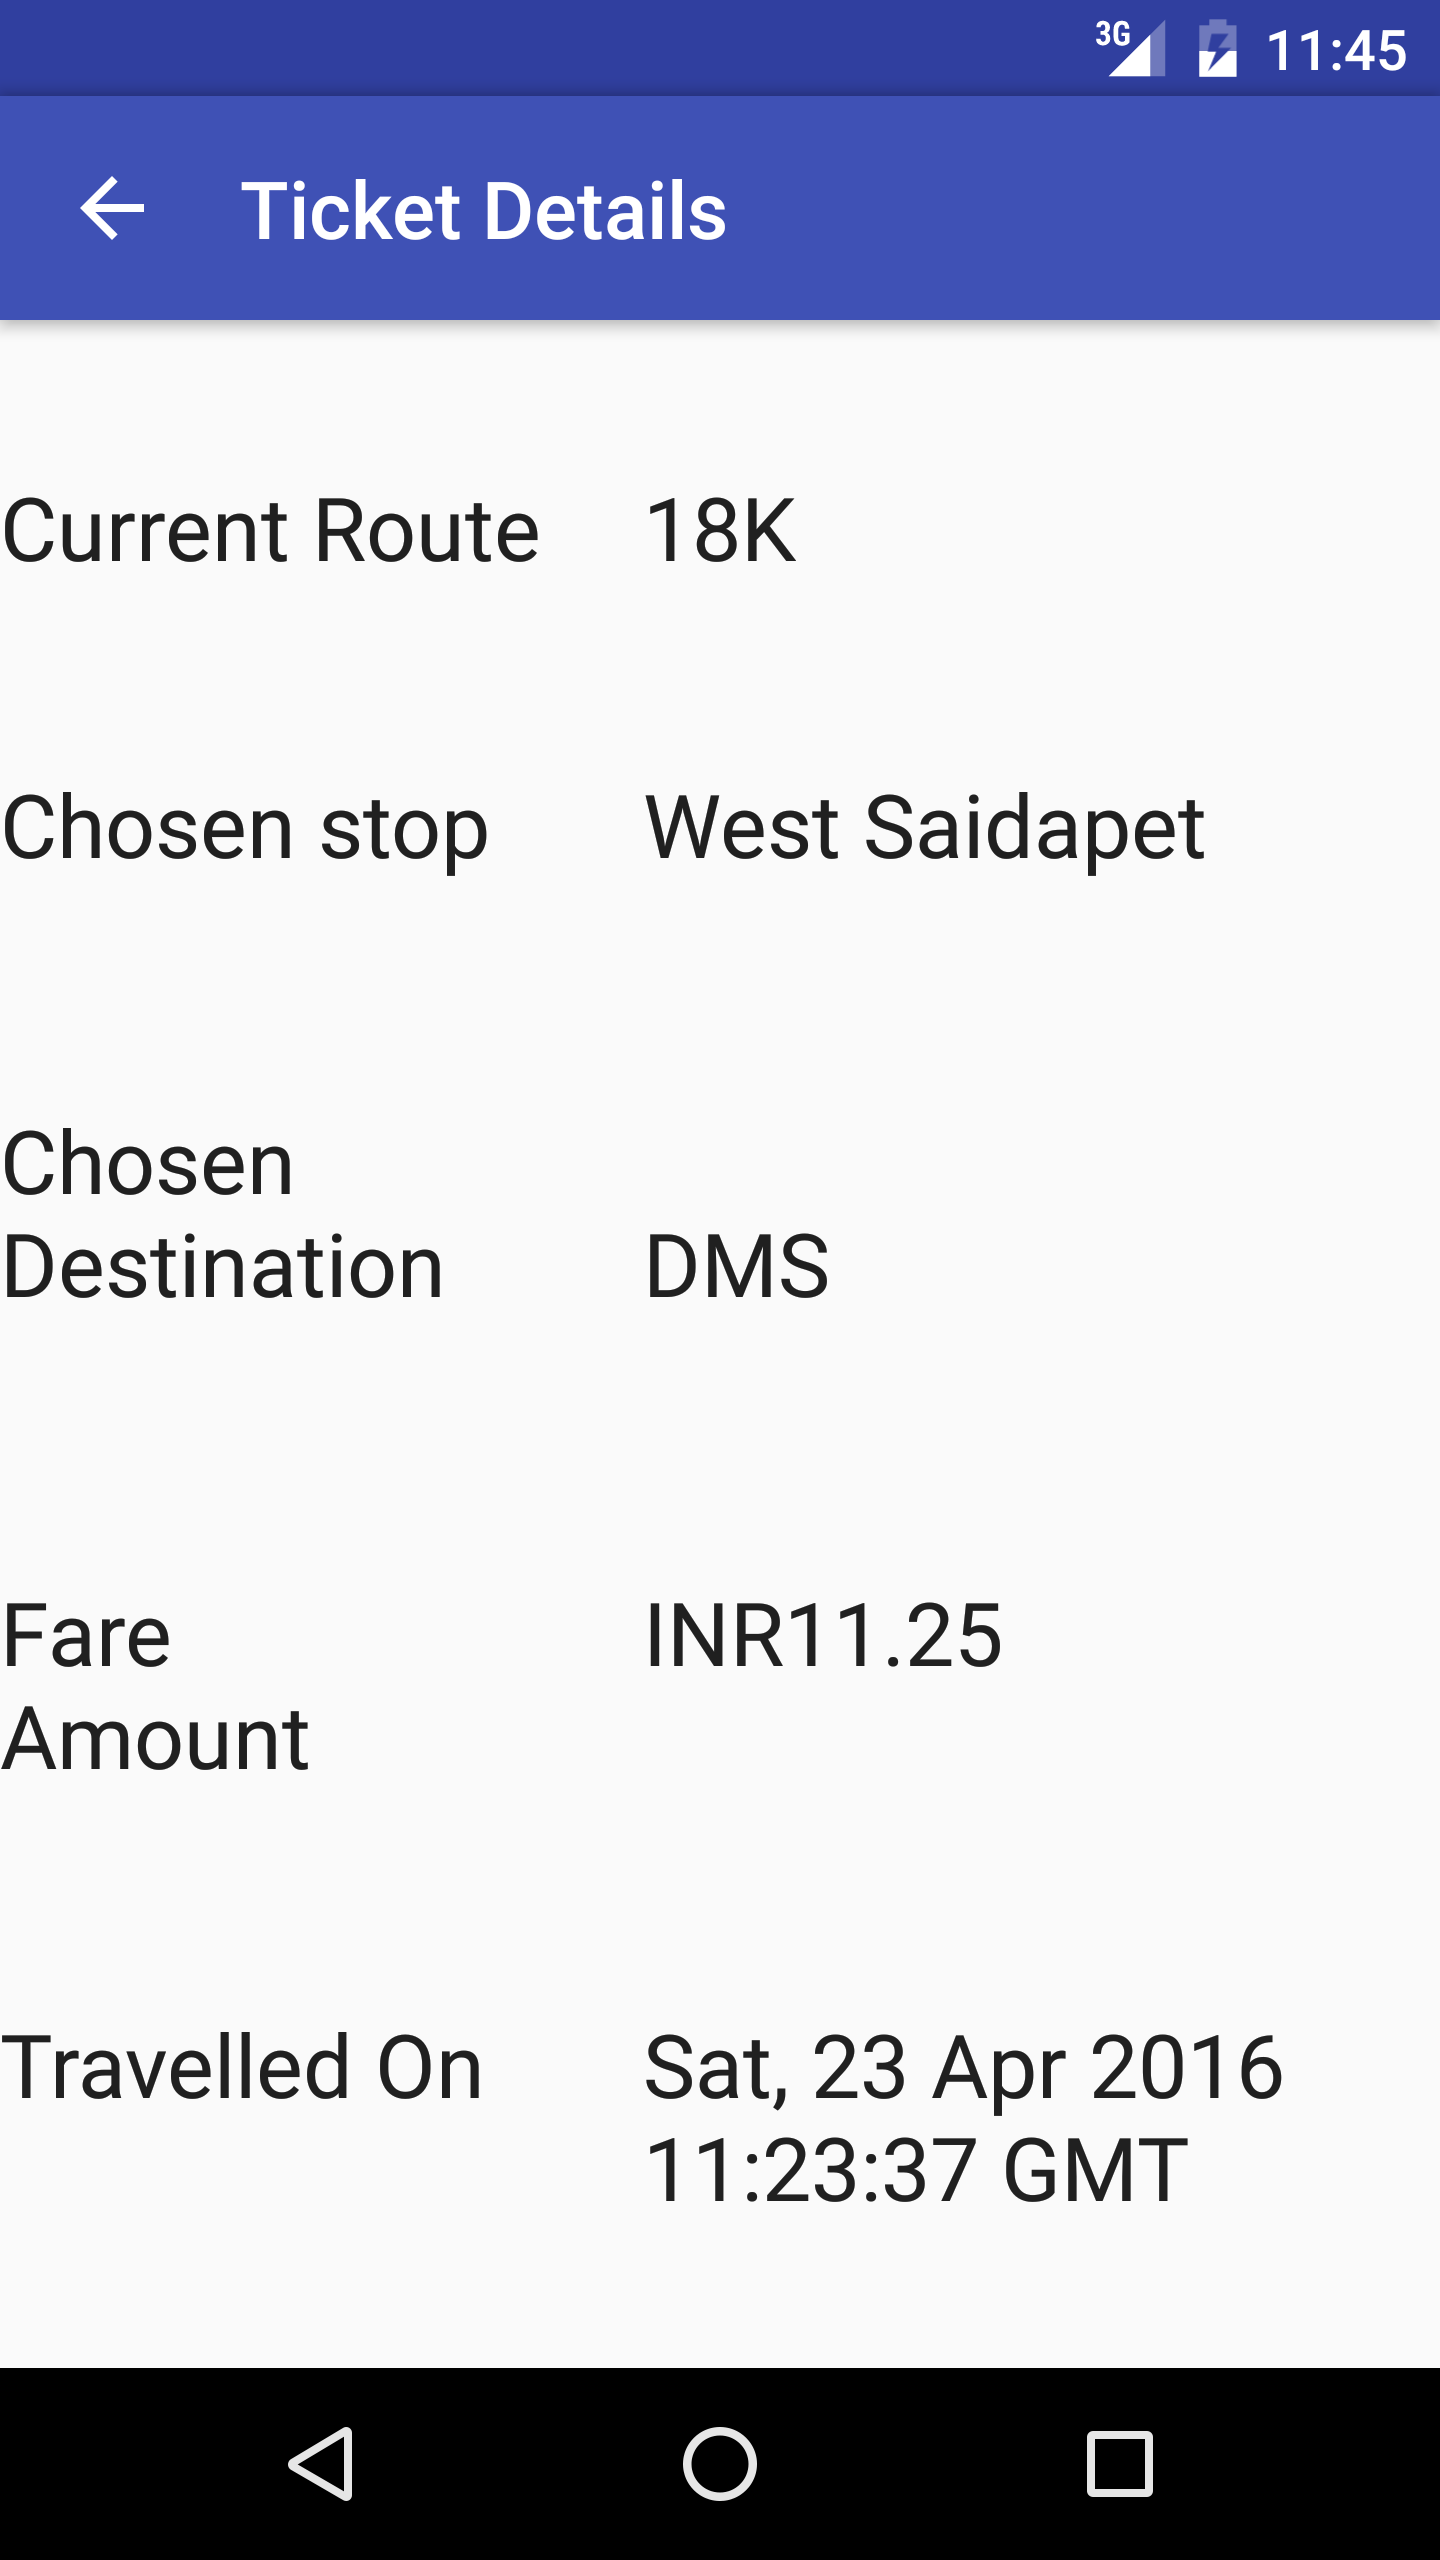 3G 11:45
Ticket Details
Current Route 18K
Chosen stop West Saidapet
Chosen
Destination DMS
Fare INR11.25
Amount
Travelled On Sat, 23 Apr 2016
11:23:37 GMT